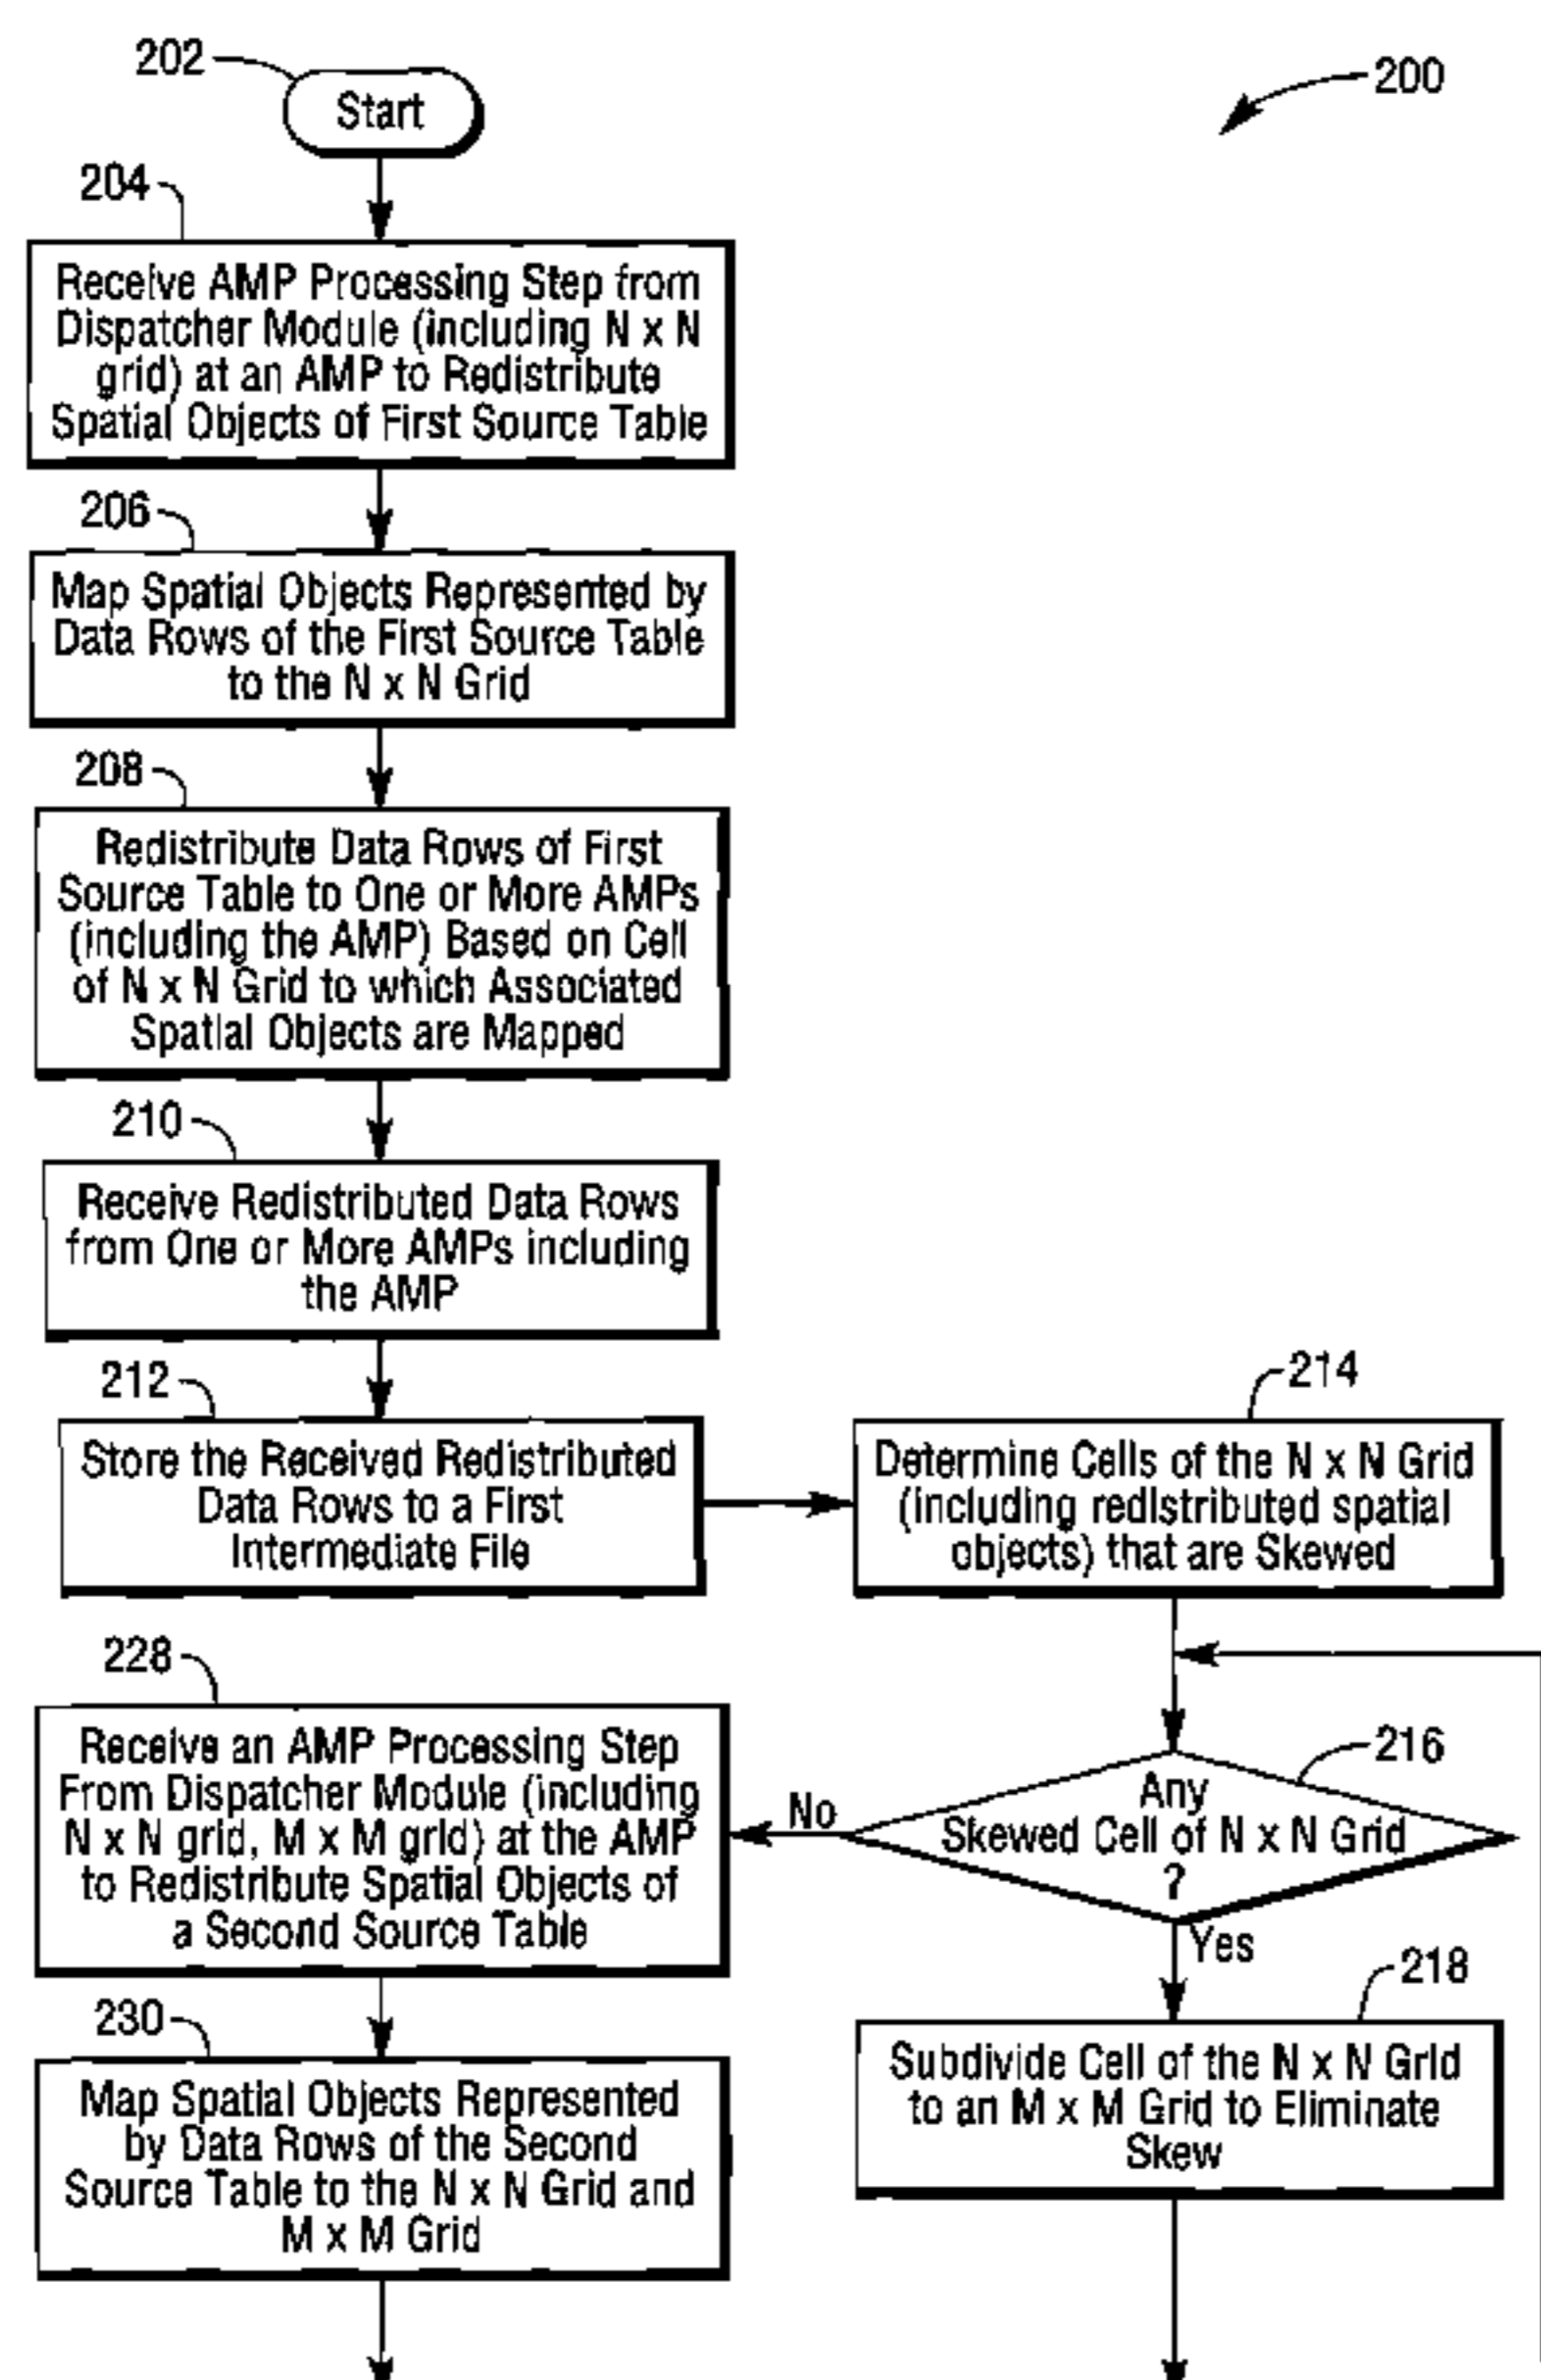 202
Start
200
204
Receive AMP Processing Step from
Dispatcher Module (including N x N
grid) at an AMP to Redistribute
Spatial Objects of First Source Table
206
Map Spatial Objects Represented by
Data Rows of the First Source Table
to the N x N Grid
208
Redistribute Data Rows of First
Source Table to One or More AMPs
(including the AMP) Based on Cell
of N x N Grid to which Associated
Spatial Objects are Mapped
210
Receive Redistributed Data Rows
from One or More AMPs including
the AMP
212
Store the Received Redistributed
Data Rows to a First
Intermediate File
214
Determine Cells of the N x N Grid
(including redistributed spatial
objects) that are Skewed
216
Any
Skewed Cell of N x N Grid
?
No
Yes
218
Subdivide Cell of the N x N Grid
to an M x M Grid to Eliminate
Skew
228
Receive an AMP Processing Step
From Dispatcher Module (including
N x N grid, M x M grid) at the AMP
to Redistribute Spatial Objects of
a Second Source Table
230
Map Spatial Objects Represented
by Data Rows of the Second
Source Table to the N x N Grid and
M x M Grid